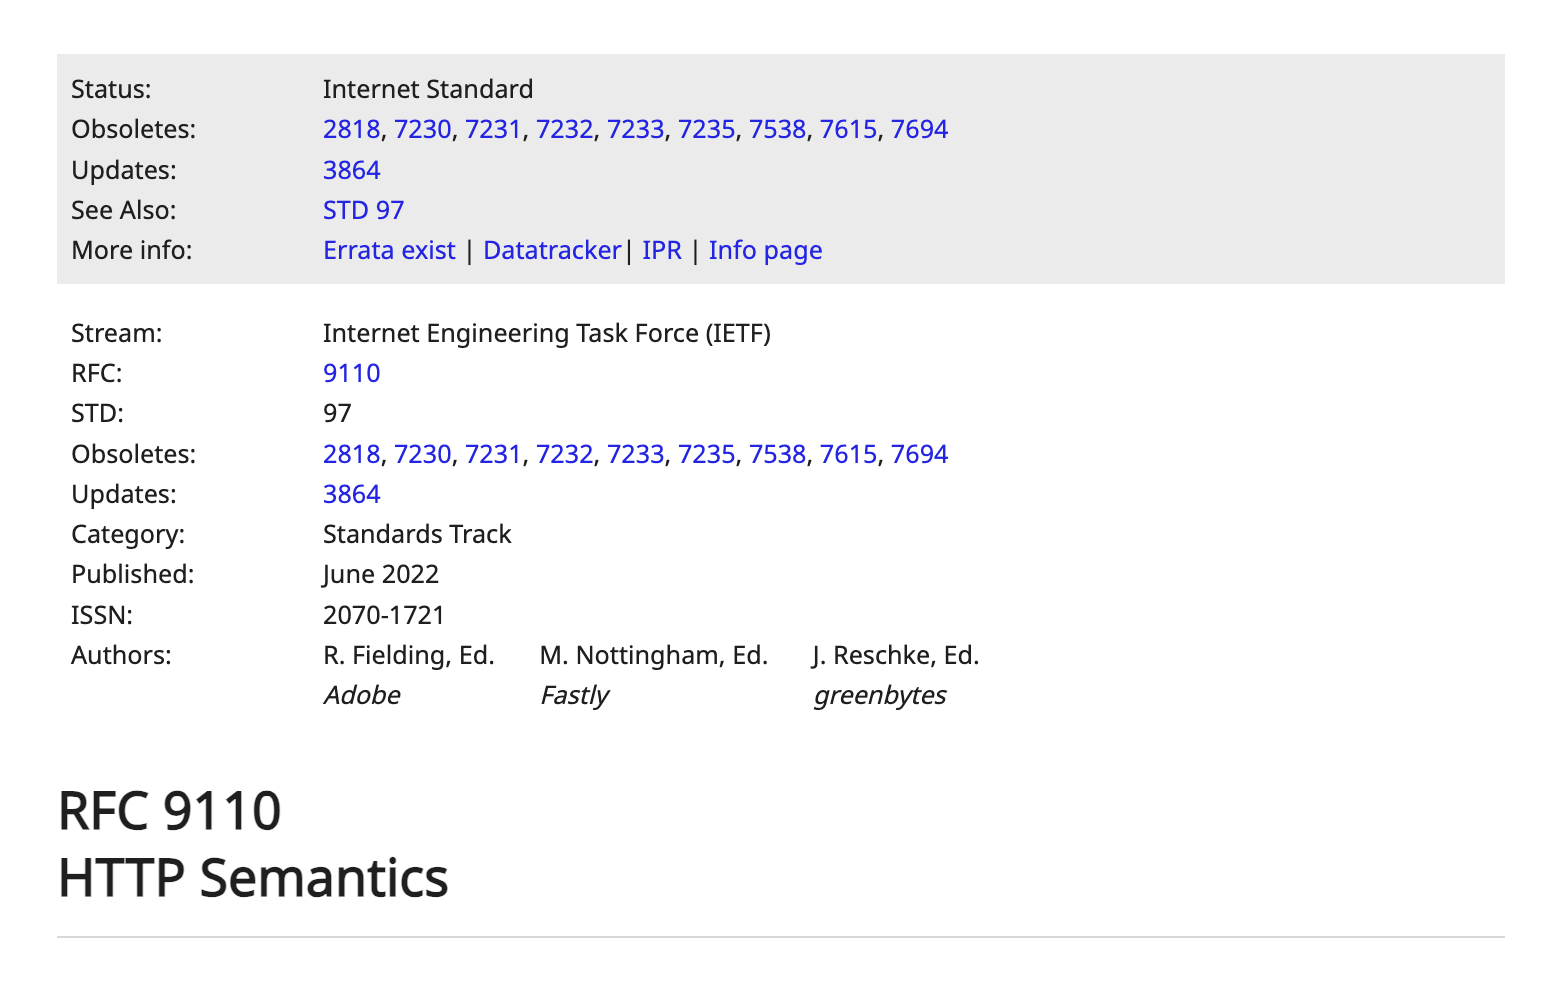 Status: Internet Standard
Obsoletes: 2818, 7230, 7231, 7232, 7233, 7235, 7538, 7615, 7694
Updates: 3864
See Also: STD 97
More info: Errata exist | Datatracker| IPR | Info page
Stream: Internet Engineering Task Force (IETF)
RFC: 9110
STD: 97
Obsoletes: 2818, 7230, 7231, 7232, 7233, 7235, 7538, 7615, 7694
Updates: 3864
Category: Standards Track
Published: June 2022
ISSN: 2070-1721
Authors: R. Fielding, Ed. M. Nottingham, Ed. J. Reschke, Ed.
Adobe Fastly greenbytes
RFC 9110
HTTP Semantics